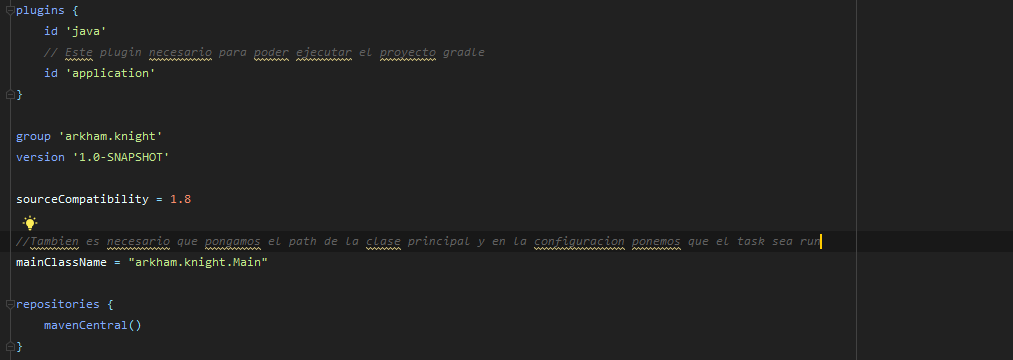 plugins {
id 'java'
// Este plugin necesario para poder ejecutar el proyecto gradle
id 'application'
}
group 'arkham.knight'
version '1.0-SNAPSHOT'
sourceCompatibility = 1.8
//Tambien es necesario que pongamos el path de la clase principal y en la configuracion ponemos que el task sea run
mainClassName = "arkham.knight.Main"
repositories {
mavenCentral()
}